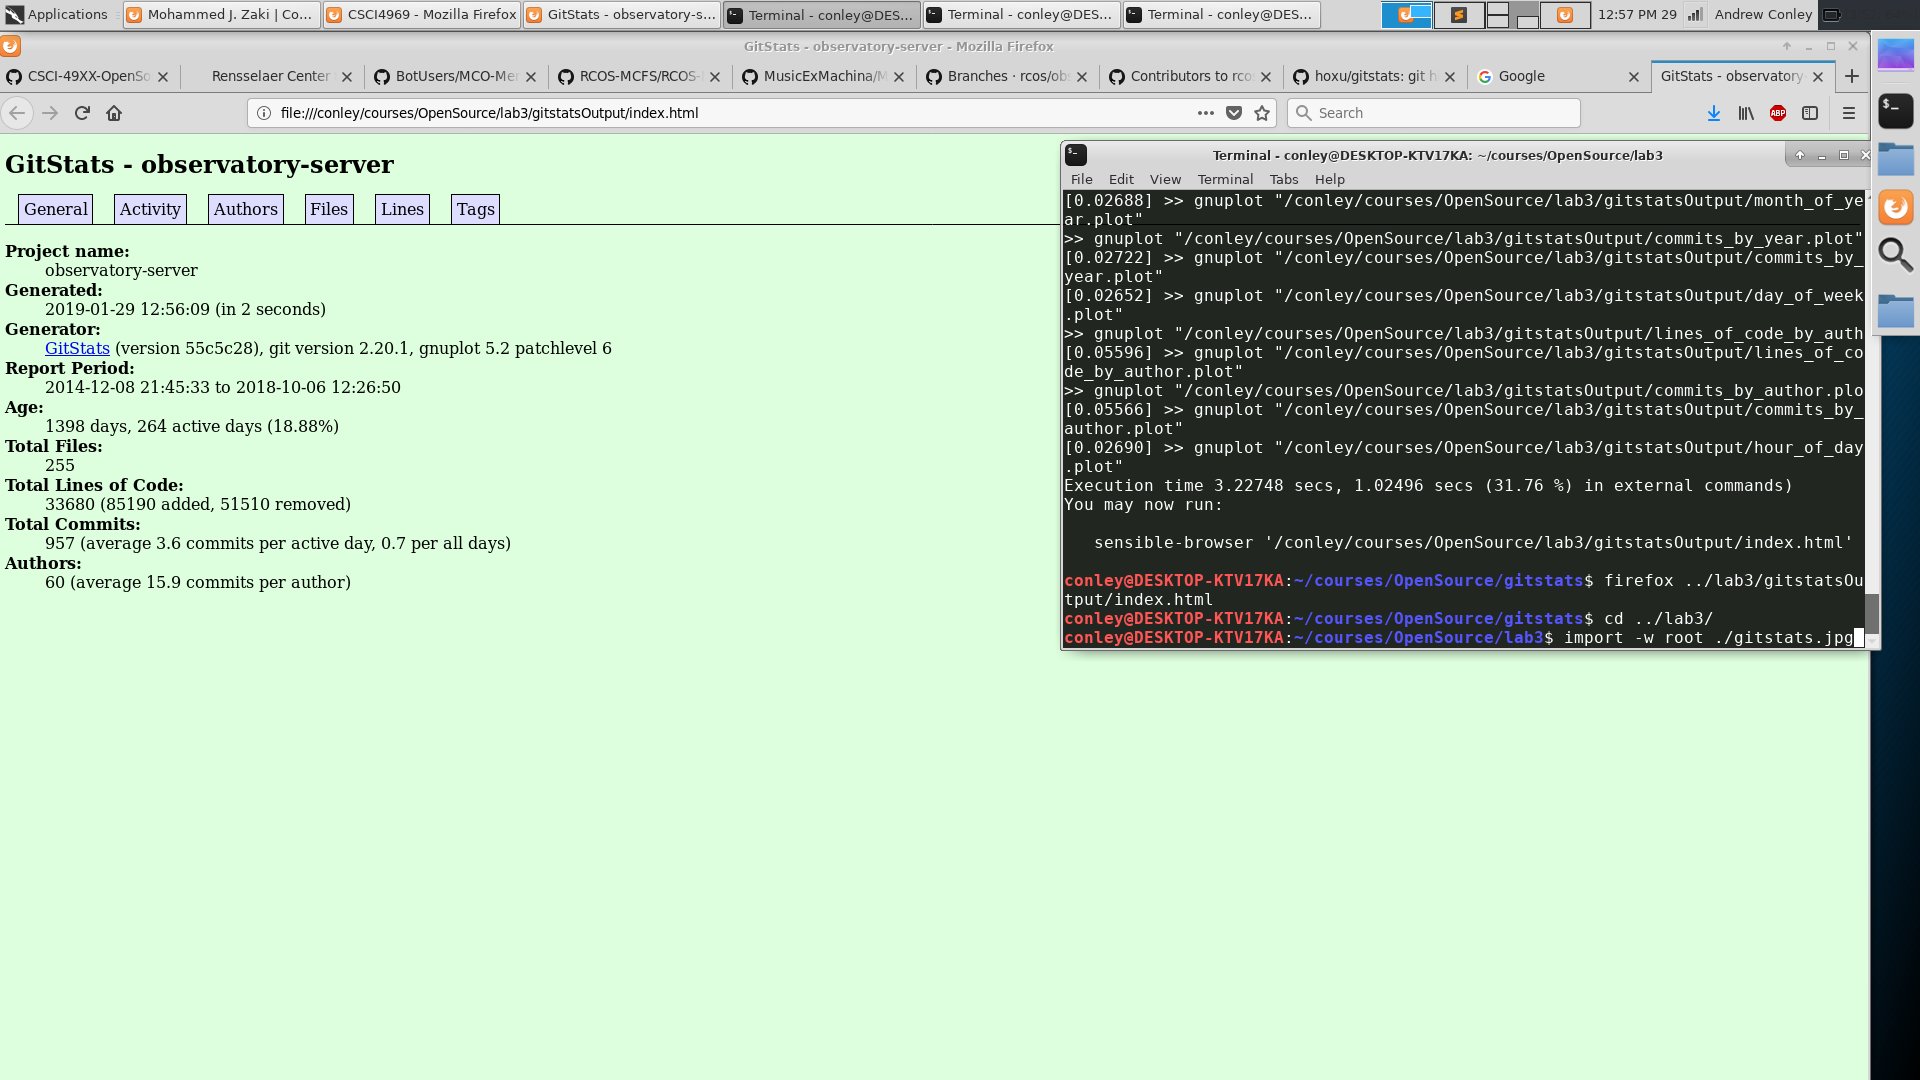 Applications
Mohammed J. Zaki | Co...
CSCI4969 - Mozilla Firefox
GitStats - observatory-s...
Terminal - conley@DES...
Terminal - conley@DES...
Terminal - conley@DES...
12:57 PM 29
Andrew Conley
GitStats - observatory-server - Mozilla Firefox
CSCI-49XX-OpenSo
Rensselaer Center
BotUsers/MCO-Me
RCOS-MCFS/RCOS-
MusicExMachina/M
Branches · rcos/ob
Contributors to rco
hoxu/gitstats: git h
Google
GitStats - observatory-
file:///conley/courses/OpenSource/lab3/gitstatsOutput/index.html
Search
ABP
GitStats - observatory-server
General
Activity
Authors
Files
Lines
Tags
Project name:
observatory-server
Generated:
2019-01-29 12:56:09 (in 2 seconds)
Generator:
GitStats (version 55c5c28), git version 2.20.1, gnuplot 5.2 patchlevel 6
Report Period:
2014-12-08 21:45:33 to 2018-10-06 12:26:50
Age:
1398 days, 264 active days (18.88%)
Total Files:
255
Total Lines of Code:
33680 (85190 added, 51510 removed)
Total Commits:
957 (average 3.6 commits per active day, 0.7 per all days)
Authors:
60 (average 15.9 commits per author)
Terminal - conley@DESKTOP-KTV17KA: ~/courses/OpenSource/lab3
File Edit View Terminal Tabs Help
[0.02688] >> gnuplot "/conley/courses/OpenSource/lab3/gitstatsOutput/month_of_ye
ar.plot"
>> gnuplot "/conley/courses/OpenSource/lab3/gitstatsOutput/commits_by_year.plot"
[0.02722] >> gnuplot "/conley/courses/OpenSource/lab3/gitstatsOutput/commits_by_
year.plot"
[0.02652] >> gnuplot "/conley/courses/OpenSource/lab3/gitstatsOutput/day_of_week
.plot"
>> gnuplot "/conley/courses/OpenSource/lab3/gitstatsOutput/lines_of_code_by_auth
[0.05596] >> gnuplot "/conley/courses/OpenSource/lab3/gitstatsOutput/lines_of_co
de_by_author.plot"
>> gnuplot "/conley/courses/OpenSource/lab3/gitstatsOutput/commits_by_author.plo
[0.05566] >> gnuplot "/conley/courses/OpenSource/lab3/gitstatsOutput/commits_by_
author.plot"
[0.02690] >> gnuplot "/conley/courses/OpenSource/lab3/gitstatsOutput/hour_of_day
.plot"
Execution time 3.22748 secs, 1.02496 secs (31.76 %) in external commands)
You may now run:
sensible-browser '/conley/courses/OpenSource/lab3/gitstatsOutput/index.html'
conley@DESKTOP-KTV17KA:~/courses/OpenSource/gitstats$ firefox ../lab3/gitstatsOu
tput/index.html
conley@DESKTOP-KTV17KA:~/courses/OpenSource/gitstats$ cd ../lab3/
conley@DESKTOP-KTV17KA:~/courses/OpenSource/lab3$ import -w root ./gitstats.jpg